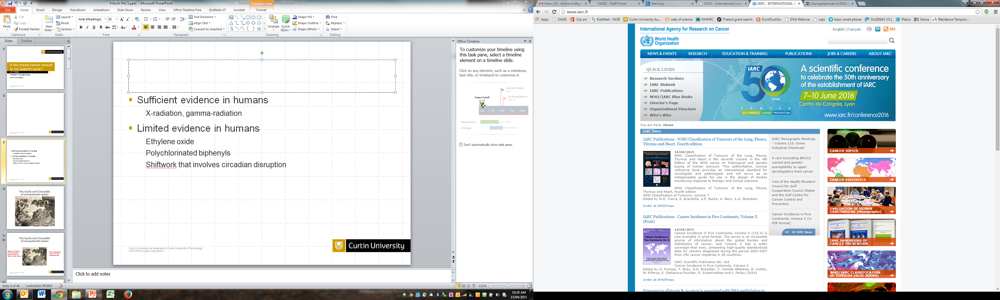 Fritschi RACS.pptx - Microsoft PowerPoint
Drawing Tools
File Home Insert Design Transitions Animations Slide Show Review View Office Timeline Free EndNote X7 Acrobat Format
Paste
Cut
Copy
Format Painter
Clipboard
New Slide
Layout
Reset
Section
Slides
Arial (Headings) 32
Font
Text Direction
Align Text
Convert to SmartArt
Paragraph
Arrange
Quick Styles
Shape Fill
Shape Outline
Shape Effects
Drawing
Find
Replace
Select
Editing
Slides Outline
1
Curtin University
Is this breast cancer caused
by my patient's work?
Lin Fritschi
Professor of Epidemiology
Curtin University
2
Curtin University
3
Sufficient evidence in humans
X-radiation, gamma-radiation
Limited evidence in humans
Ethylene oxide
Polychlorinated biphenyls
Shiftwork that involves circadian disruption
Curtin University
4
The Scylla and Charybdis
of occupational cancer
5
The Scylla and Charybdis
of occupational cancer
Curtin University
Sufficient evidence in humans
X-radiation, gamma-radiation
Limited evidence in humans
Ethylene oxide
Polychlorinated biphenyls
Shiftwork that involves circadian disruption
Curtin University is a trademark of Curtin University of Technology
CRICOS Provider Code 00301J
Curtin University
Office Timeline
To customize your timeline using
this task pane, select a timeline
element on a timeline slide.
Click on any element, such as a milestone,
task title, or timeband to customize it.
Executive Review
Mar 7
Project Kickoff
Jan 10
Go No-go Decision
Mar 14
Jan Feb Mar Apr May
Requirements Jan 5 - Mar 1
Prototype Feb 2 - Mar 14
Don't automatically show task pane.
Click to add notes
Slide 3 of 46 "curtin2010-PP2003" 111%
10:20 AM
15/04/2015
Inbox (3) - lin.fritschi@gm
OASIS - Staff Portal
Warning
ICOH - International Com
IARC - INTERNATIONAL A
monographs.iarc.fr/ENG/
www.iarc.fr
Apps OASIS Clip art PubMed - NCBI Curtin University Au... web of science NHMRC Trialect grant search DuckDuckGo DVA fileforce iops basic smart phone OccIDEAS V3.1 Planio Verica Résidence Tempori...
International Agency for Research on Cancer
World Health
Organization
English | Français
RSS
NEWS & EVENTS RESEARCH EDUCATION & TRAINING PUBLICATIONS JOBS & CAREERS ABOUT IARC
QUICK LINKS
Research Sections
IARC Biobank
IARC Publications
WHO/IARC Blue Books
Director's Page
Organizational Structure
Who's Who
IARC
50
YEARS
CANCER
OCCURRENCE CAUSES PREVENTION
A scientific conference
to celebrate the 50th anniversary
of the establishment of IARC
7–10 June 2016
Centre de Congrès, Lyon
www.iarc.fr/conference2016
You are here: Home
IARC News
IARC Publications - WHO Classification of Tumours of the Lung, Pleura,
Thymus and Heart. Fourth edition
14/04/2015
WHO Classification of Tumours of the Lung, Pleura,
Thymus and Heart is the seventh volume in the 4th
Edition of the WHO series on histological and genetic
typing of human tumours. This authoritative, concise
reference book provides an international standard for
oncologists and pathologists and will serve as an
indispensable guide for use in the design of studies
monitoring response to therapy and clinical outcome.
WHO Classification of Tumours of the Lung, Pleura,
Thymus and Heart. Fourth edition
WHO Classification of Tumours, Volume 7
Edited by W.D. Travis, E. Brambilla, A.P. Burke, A. Marx, A.G. Nicholson
Order at WHOPress
IARC Publications - Cancer Incidence in Five Continents, Volume X
(Print)
Cancer Incidence in
Five Continents Vol. X
14/04/2015
Cancer Incidence in Five Continents, Volume X (CI5-X) is
now available in print format. The series is an invaluable
source of information about the global burden and
distribution of cancer, and Volume X has a wider
coverage than ever, presenting high-quality standardized
data for cancers diagnosed during the period 2003-2007
from 290 cancer registries in 68 countries.
IARC Scientific Publication No. 164
Cancer Incidence in Five Continents, Volume X
Edited by D. Forman, F. Bray, D.H. Brewster, C. Gombe Mbalawa, B. Kohler,
M. Piñeros, E. Steliarova-Foucher, R. Swaminathan and J. Ferlay (2014)
Order at WHOPress
Exposure to aflatoxin B1 in utero is associated with DNA methylation in
IARC Monographs Meetings
- Volume 115: Some
Industrial Chemicals
A rare truncating BRCA2
variant and genetic
susceptibility to upper
aerodigestive tract cancer
Visit of the Health Ministers'
Council for Gulf
Cooperation Council States
and the Gulf Centre for
Cancer Control and
Prevention
Cancer Incidence in Five
Continents, Volume X (in
PDF format)
All IARC News
CANCER TOPICS
CANCER STATISTICS
EVALUATION OF HUMAN
CARCINOGENS (Monographs)
IARC HANDBOOKS OF
CANCER PREVENTION
WHO/IARC CLASSIFICATION
OF TUMOURS (BLUE BOOKS)